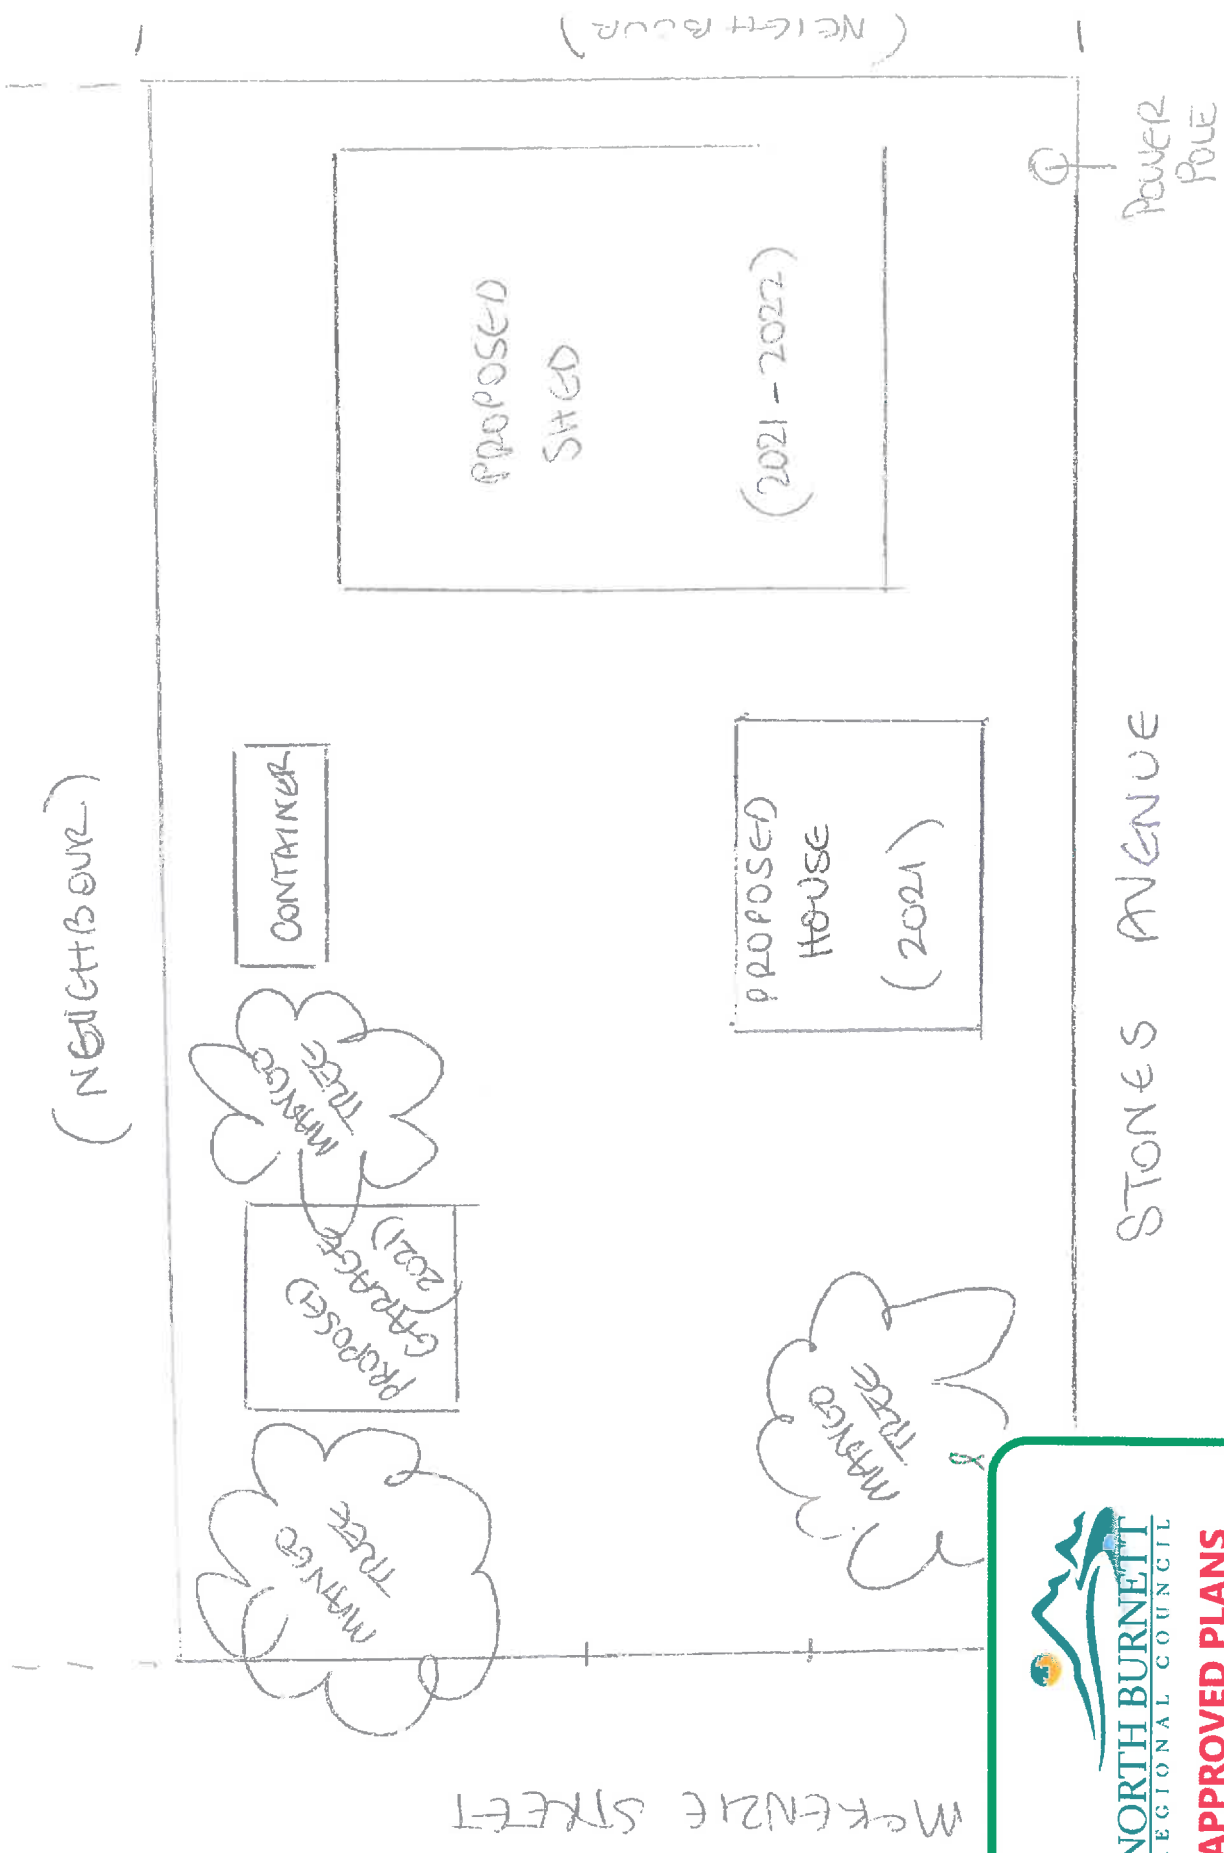 (NEIGHBOUR)
(NEIGHBOUR)
POWER
POLE
PROPOSED
SHED
(2021 - 2022)
CONTAINER
MANGO
TREE
PROPOSED
GARAGE
(2021)
MANGO
TREE
PROPOSED
HOUSE
(2021)
MANGO
TREE
STONES AVENUE
MCKENZIE STREET
NORTH BURNETT
REGIONAL COUNCIL
APPROVED PLANS